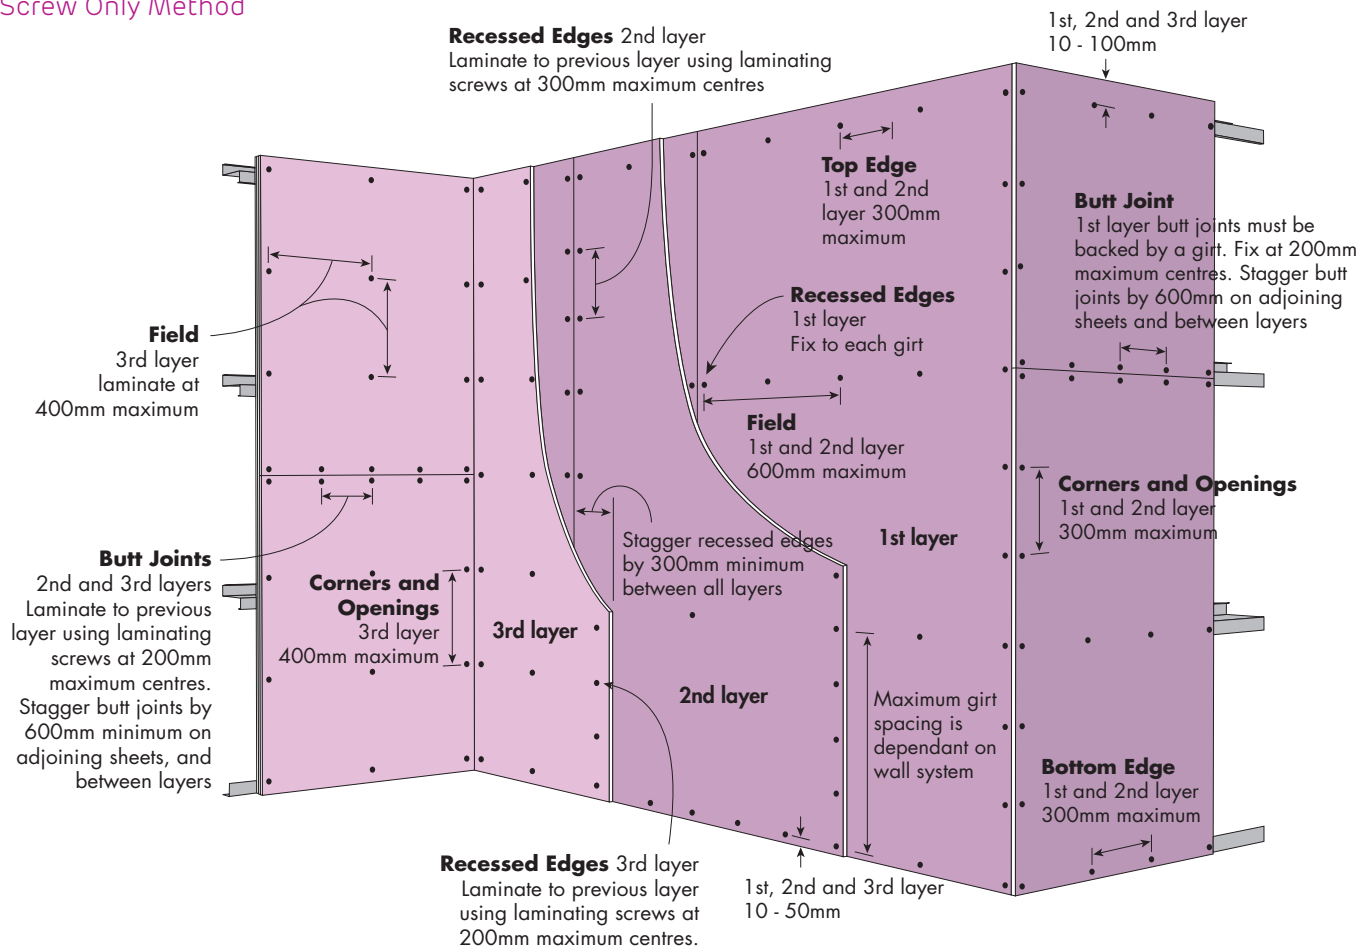 Screw Only Method
Recessed Edges 2nd layer
Laminate to previous layer using laminating
screws at 300mm maximum centres
1st, 2nd and 3rd layer
10 - 100mm
Top Edge
1st and 2nd
layer 300mm
maximum
Butt Joint
1st layer butt joints must be
backed by a girt. Fix at 200mm
maximum centres. Stagger butt
joints by 600mm on adjoining
sheets and between layers
Recessed Edges
1st layer
Fix to each girt
Field
3rd layer
laminate at
400mm maximum
Field
1st and 2nd layer
600mm maximum
Corners and Openings
1st and 2nd layer
300mm maximum
Stagger recessed edges
by 300mm minimum
between all layers
1st layer
Butt Joints
2nd and 3rd layers
Laminate to previous
layer using laminating
screws at 200mm
maximum centres.
Stagger butt joints by
600mm minimum on
adjoining sheets, and
between layers
Corners and
Openings
3rd layer
400mm maximum
3rd layer
2nd layer
Maximum girt
spacing is
dependant on
wall system
Bottom Edge
1st and 2nd layer
300mm maximum
Recessed Edges 3rd layer
Laminate to previous layer
using laminating screws at
200mm maximum centres.
1st, 2nd and 3rd layer
10 - 50mm